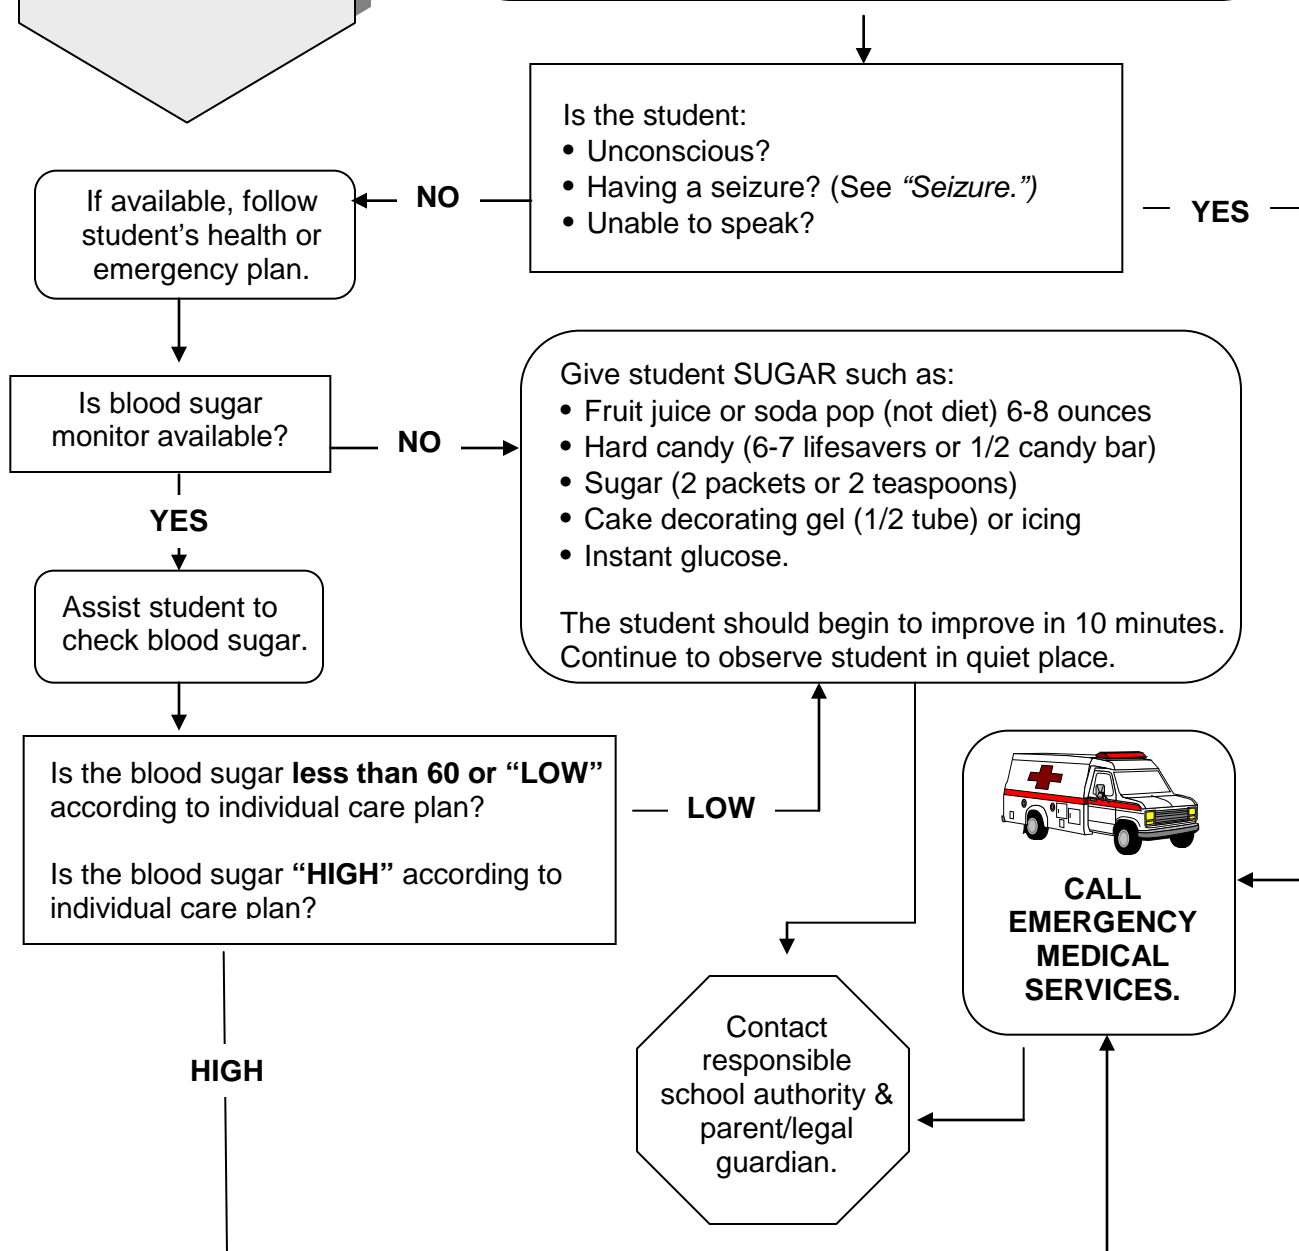 Is the student:
• Unconscious?
• Having a seizure? (See “Seizure.”)
• Unable to speak?
NO
YES
If available, follow
student’s health or
emergency plan.
Is blood sugar
monitor available?
NO
YES
Give student SUGAR such as:
• Fruit juice or soda pop (not diet) 6-8 ounces
• Hard candy (6-7 lifesavers or 1/2 candy bar)
• Sugar (2 packets or 2 teaspoons)
• Cake decorating gel (1/2 tube) or icing
• Instant glucose.
The student should begin to improve in 10 minutes.
Continue to observe student in quiet place.
Assist student to
check blood sugar.
Is the blood sugar less than 60 or “LOW”
according to individual care plan?
Is the blood sugar “HIGH” according to
individual care plan?
LOW
HIGH
CALL
EMERGENCY
MEDICAL
SERVICES.
Contact
responsible
school authority &
parent/legal
guardian.